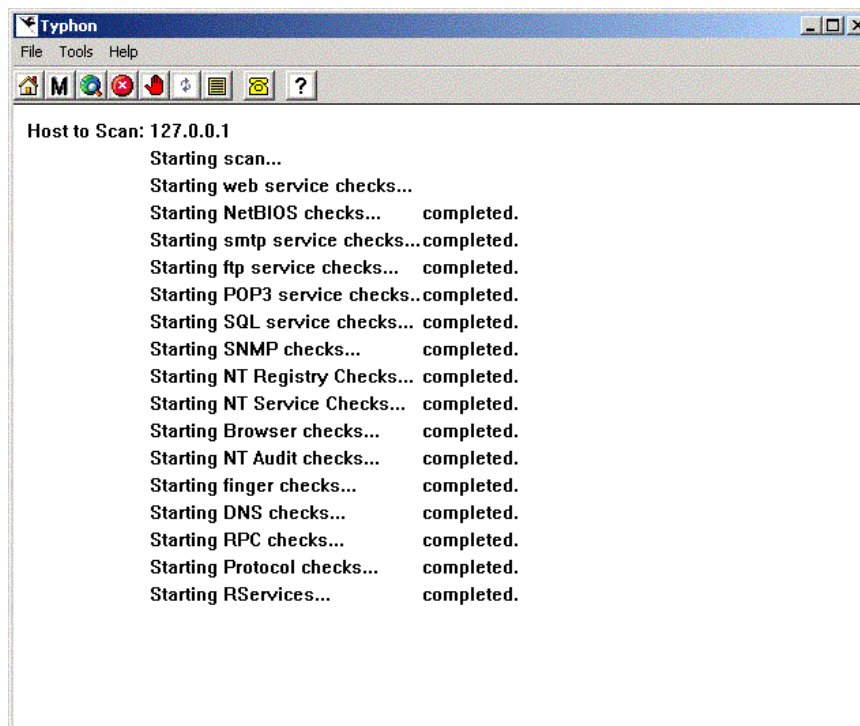 Typhon
File Tools Help
M ?
Host to Scan: 127.0.0.1
Starting scan...
Starting web service checks...
Starting NetBIOS checks... completed.
Starting smtp service checks...completed.
Starting ftp service checks... completed.
Starting POP3 service checks..completed.
Starting SQL service checks... completed.
Starting SNMP checks... completed.
Starting NT Registry Checks... completed.
Starting NT Service Checks... completed.
Starting Browser checks... completed.
Starting NT Audit checks... completed.
Starting finger checks... completed.
Starting DNS checks... completed.
Starting RPC checks... completed.
Starting Protocol checks... completed.
Starting RServices... completed.